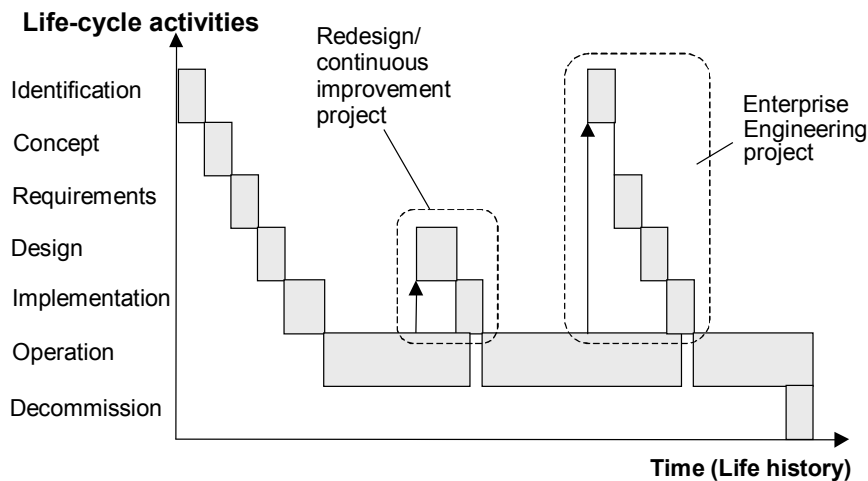 Life-cycle activities
Redesign/
continuous
improvement
project
Identification
Enterprise
Engineering
project
Concept
Requirements
Design
Implementation
Operation
Decommission
Time (Life history)